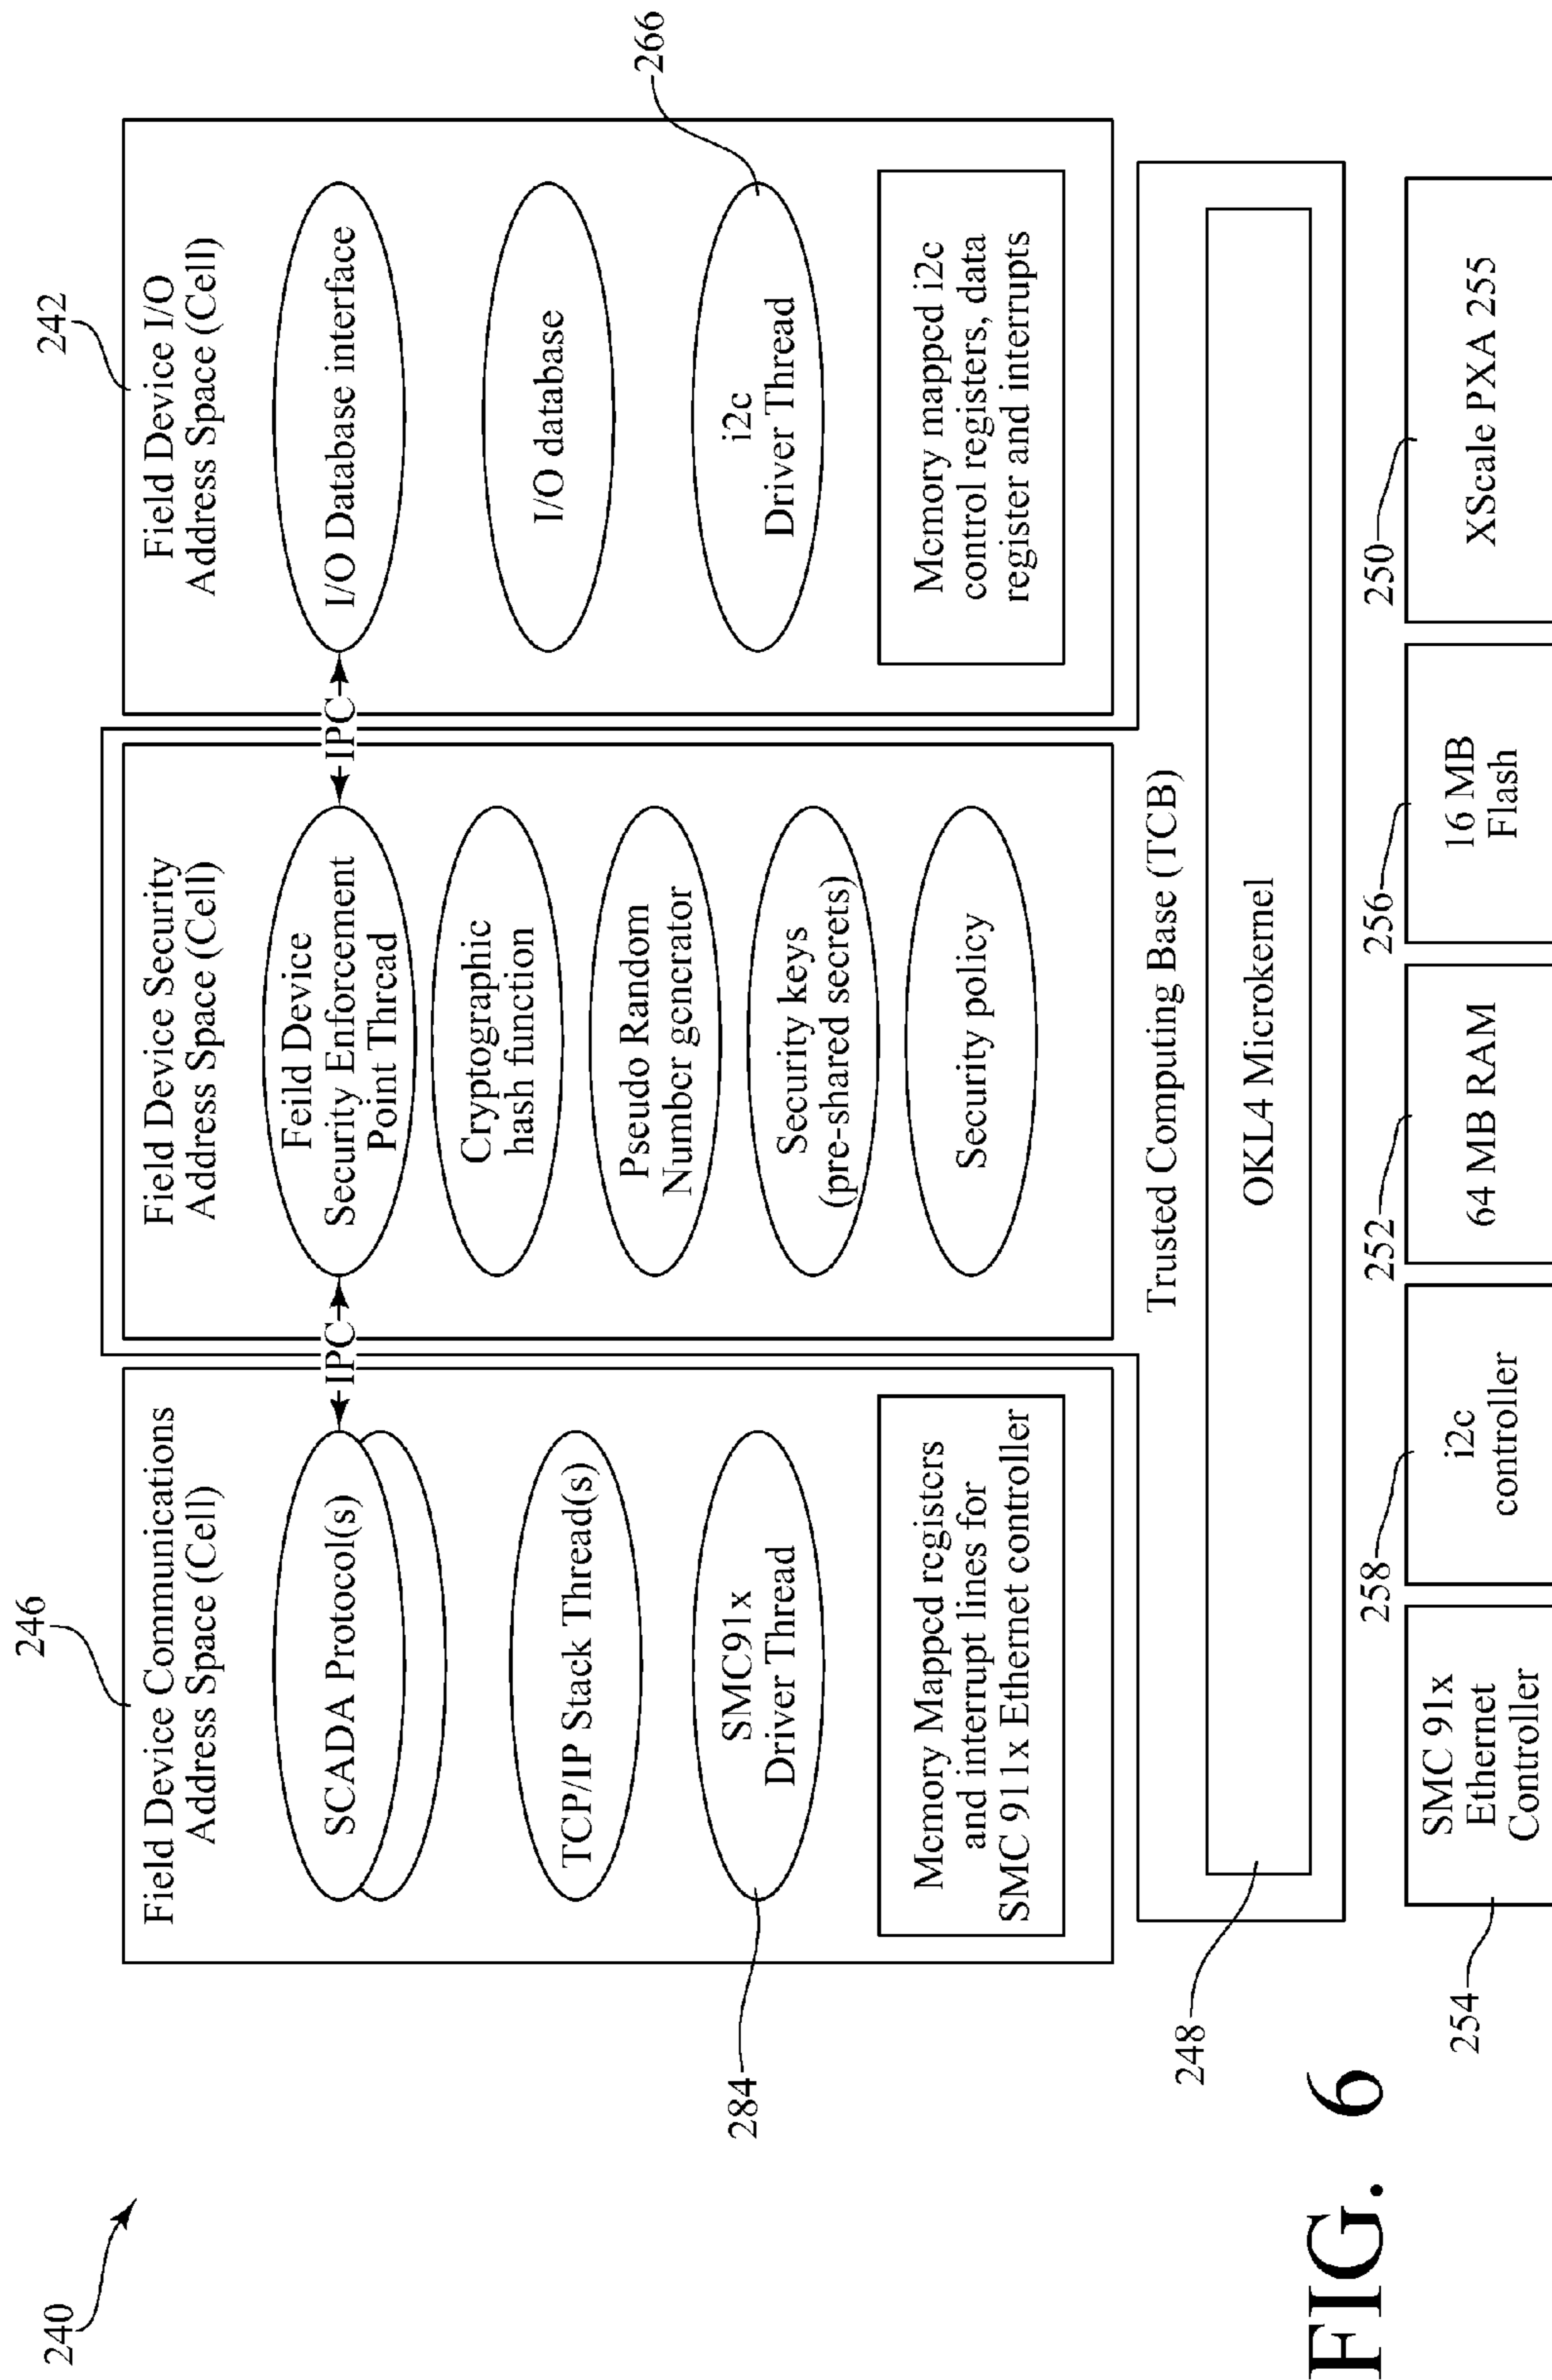 240
246
242
Field Device Communications
Address Space (Cell)
SCADA Protocol(s)
TCP/IP Stack Thread(s)
SMC91x
Driver Thread
284
Memory Mapped registers
and interrupt lines for
SMC 911x Ethernet controller
IPC
Field Device Security
Address Space (Cell)
Feild Device
Security Enforcement
Point Thread
Cryptographic
hash function
Pseudo Random
Number generator
Security keys
(pre-shared secrets)
Security policy
IPC
Field Device I/O
Address Space (Cell)
I/O Database interface
I/O database
i2c
Driver Thread
266
Memory mapped i2c
control registers, data
register and interrupts
Trusted Computing Base (TCB)
OKL4 Microkernel
248
254
SMC 91x
Ethernet
Controller
258
i2c
controller
252
64 MB RAM
256
16 MB
Flash
250
XScale PXA 255
FIG. 6